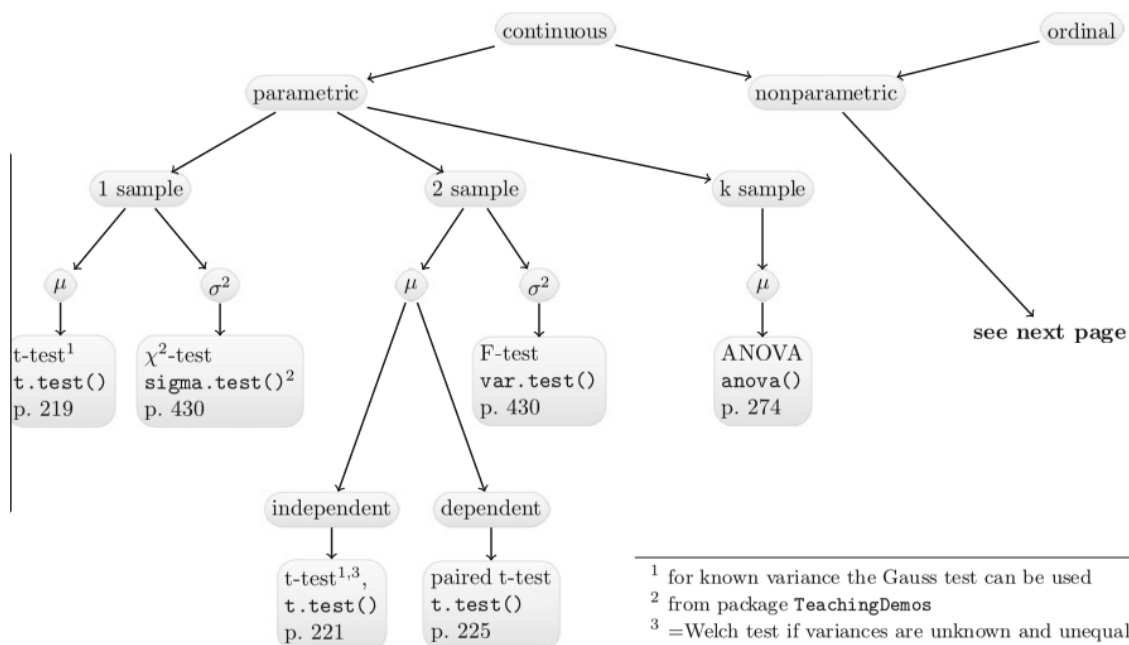 continuous
ordinal
parametric
nonparametric
1 sample
2 sample
k sample
μ
σ²
μ
σ²
μ
see next page
t-test¹
t.test()
p. 219
χ²-test
sigma.test()²
p. 430
F-test
var.test()
p. 430
ANOVA
anova()
p. 274
independent
dependent
t-test¹,³,
t.test()
p. 221
paired t-test
t.test()
p. 225
¹ for known variance the Gauss test can be used
² from package TeachingDemos
³ =Welch test if variances are unknown and unequal